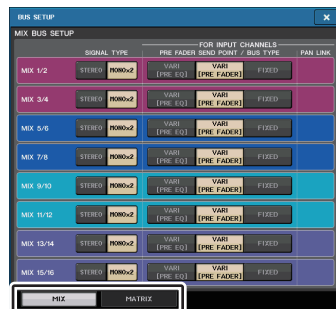 BUS SETUP
MIX BUS SETUP
FOR INPUT CHANNELS
SIGNAL TYPE PRE FADER SEND POINT / BUS TYPE PAN LINK
MIX 1/2 STEREO MONOx2 VARI [PRE EQ] VARI [PRE FADER] FIXED
MIX 3/4 STEREO MONOx2 VARI [PRE EQ] VARI [PRE FADER] FIXED
MIX 5/6 STEREO MONOx2 VARI [PRE EQ] VARI [PRE FADER] FIXED
MIX 7/8 STEREO MONOx2 VARI [PRE EQ] VARI [PRE FADER] FIXED
MIX 9/10 STEREO MONOx2 VARI [PRE EQ] VARI [PRE FADER] FIXED
MIX 11/12 STEREO MONOx2 VARI [PRE EQ] VARI [PRE FADER] FIXED
MIX 13/14 STEREO MONOx2 VARI [PRE EQ] VARI [PRE FADER] FIXED
MIX 15/16 STEREO MONOx2 VARI [PRE EQ] VARI [PRE FADER] FIXED
MIX MATRIX